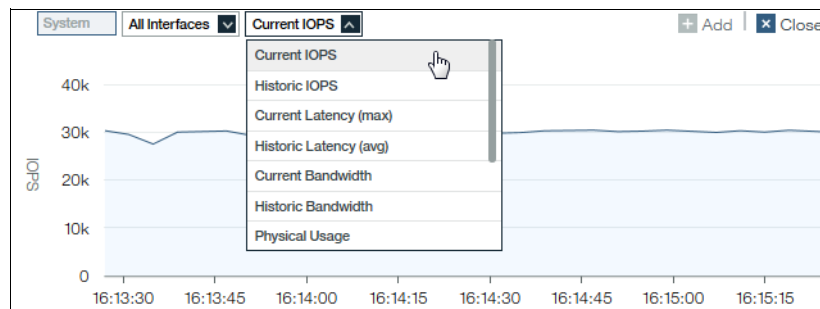 System
All Interfaces
Current IOPS
Add
Close
Current IOPS
Historic IOPS
Current Latency (max)
Historic Latency (avg)
Current Bandwidth
Historic Bandwidth
Physical Usage
IOPS
40k
30k
20k
10k
0
16:13:30 16:13:45 16:14:00 16:14:15 16:14:30 16:14:45 16:15:00 16:15:15